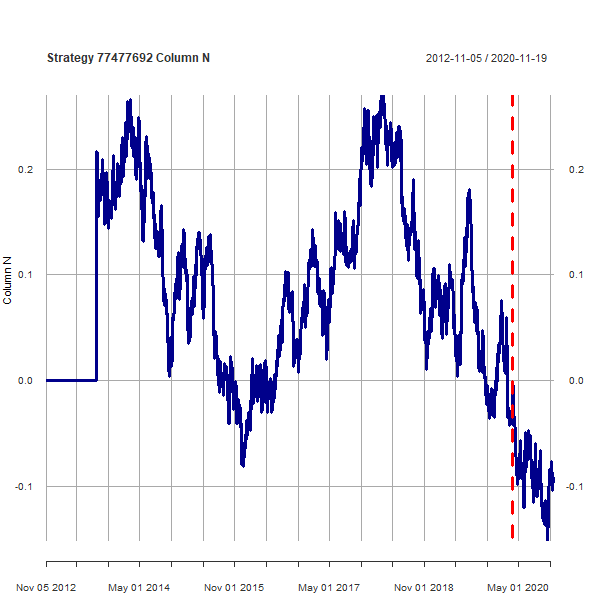 Strategy 77477692 Column N
2012-11-05 / 2020-11-19
0.2
0.2
0.1
0.1
Column N
0.0
0.0
-0.1
-0.1
Nov 05 2012
May 01 2014
Nov 01 2015
May 01 2017
Nov 01 2018
May 01 2020